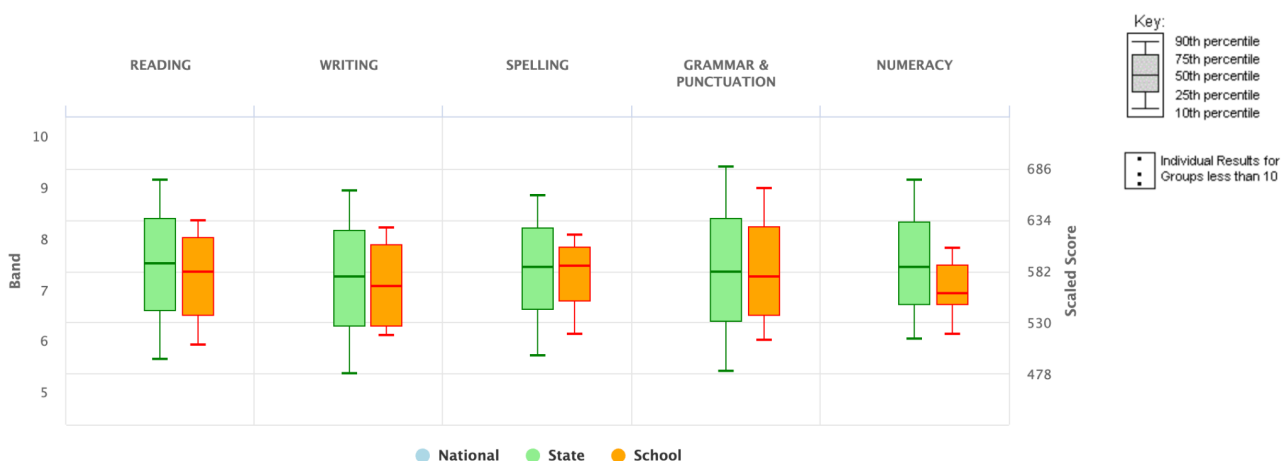 Key:
90th percentile
75th percentile
50th percentile
25th percentile
10th percentile
Individual Results for
Groups less than 10
READING
WRITING
SPELLING
GRAMMAR &
PUNCTUATION
NUMERACY
Band
10
9
8
7
6
5
686
634
582
530
478
Scaled Score
National State School